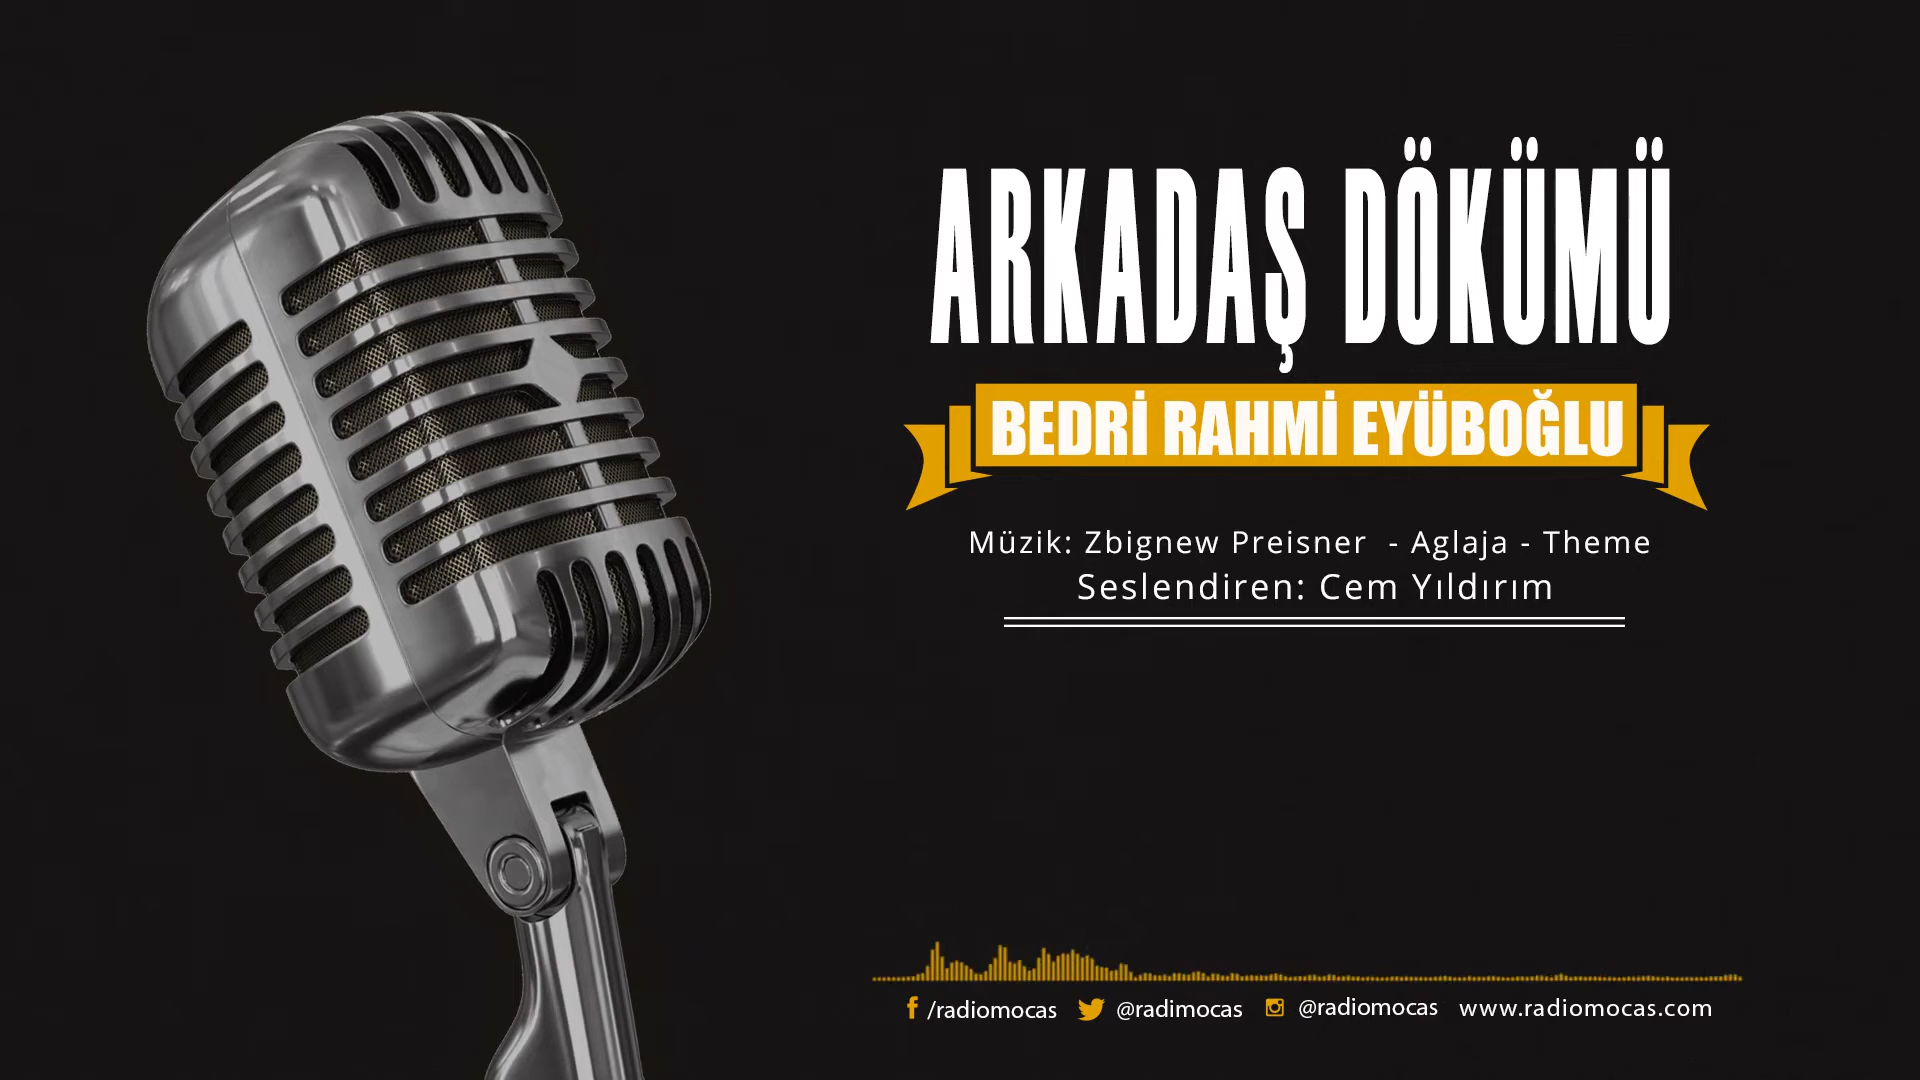 ARKADAŞ DÖKÜMÜ
BEDRİ RAHMİ EYÜBOĞLU
Müzik: Zbignew Preisner - Aglaja - Theme
Seslendiren: Cem Yıldırım
/radiomocas @radimocas @radiomocas www.radiomocas.com